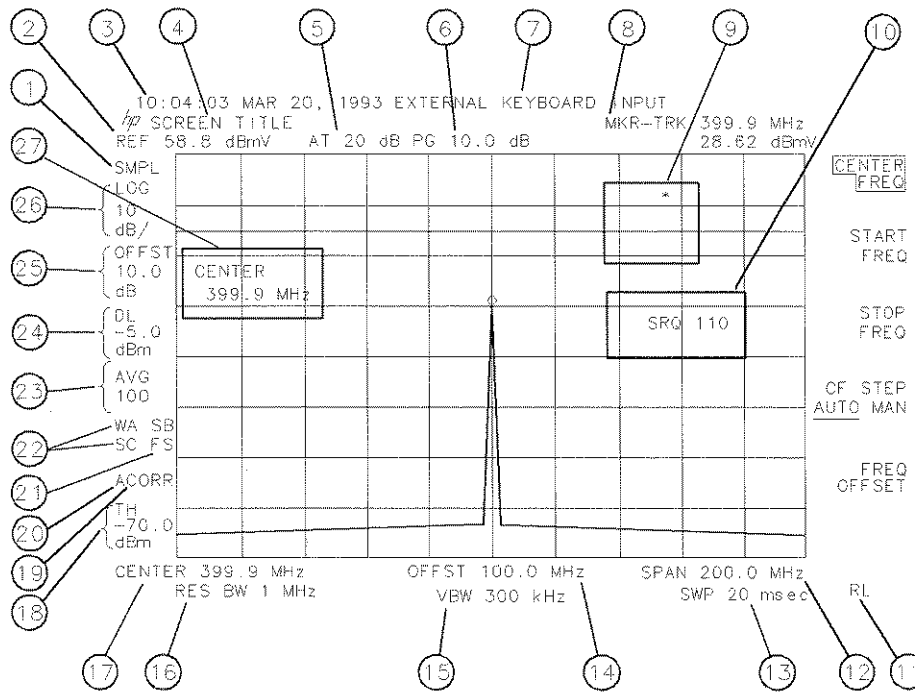 2 3 4 5 6 7 8 9 10
1
10:04:03 MAR 20, 1993 EXTERNAL KEYBOARD INPUT
hp SCREEN TITLE
MKR-TRK 399.9 MHz
REF 58.8 dBmV AT 20 dB PG 10.0 dB
28.62 dBmV
27
SMPL
26
LOG
10
dB/
*
25
OFFST
10.0
dB
CENTER
399.9 MHz
24
DL
-5.0
dBm
SRQ 110
23
AVG
100
22
WA SB
SC FS
21
20
ACORR
19
18
TH
-70.0
dBm
CENTER
FREQ
START
FREQ
STOP
FREQ
CF STEP
AUTO MAN
FREQ
OFFSET
CENTER 399.9 MHz
OFFST 100.0 MHz
SPAN 200.0 MHz
RES BW 1 MHz
VBW 300 kHz
SWP 20 msec
RL
17 16 15 14 13 12 11